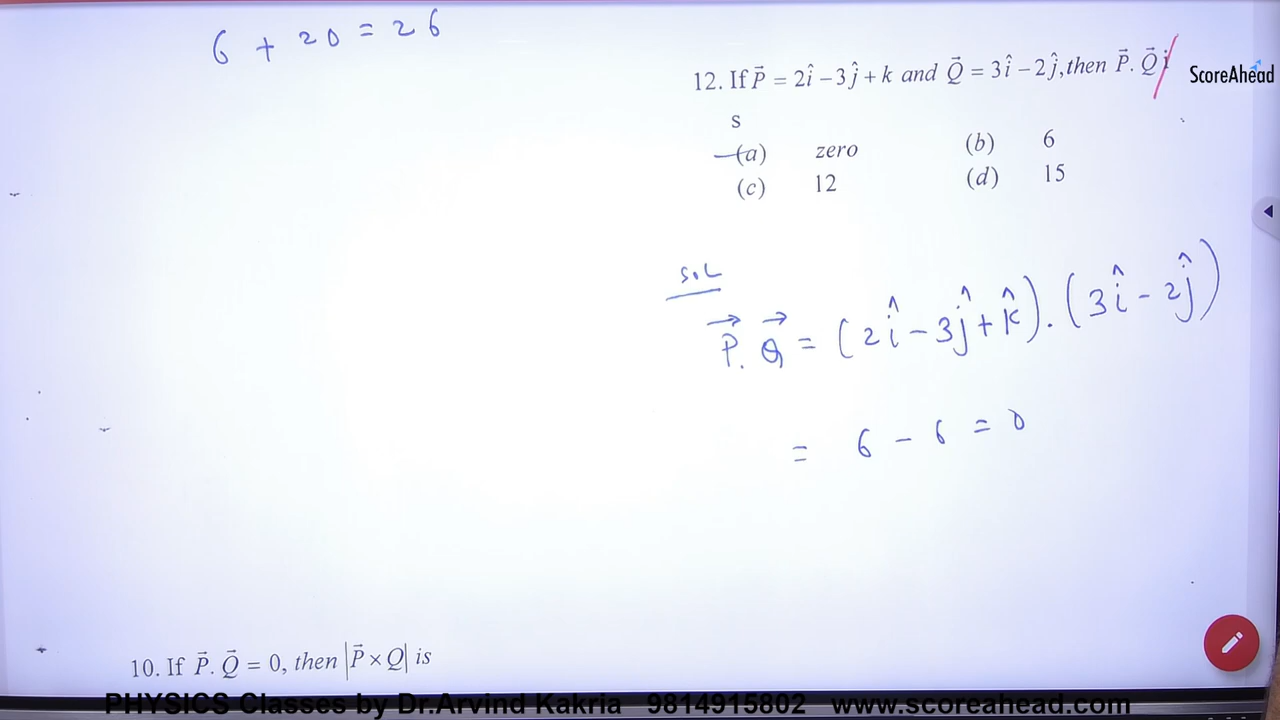 6 + 20 = 26
12. If P⃗ = 2î − 3ĵ + k and Q⃗ = 3î − 2ĵ, then P⃗. Q⃗ i
s
(a) zero (b) 6
(c) 12 (d) 15
ScoreAhead
Sol
P⃗. Q⃗ = (2î − 3ĵ + k̂). (3î − 2ĵ)
= 6 − 6 = 0
10. If P⃗. Q⃗ = 0, then |P⃗ × Q| is
PHYSICS Classes by Dr.Arvind Kakria 9814915802 www.scoreahead.com